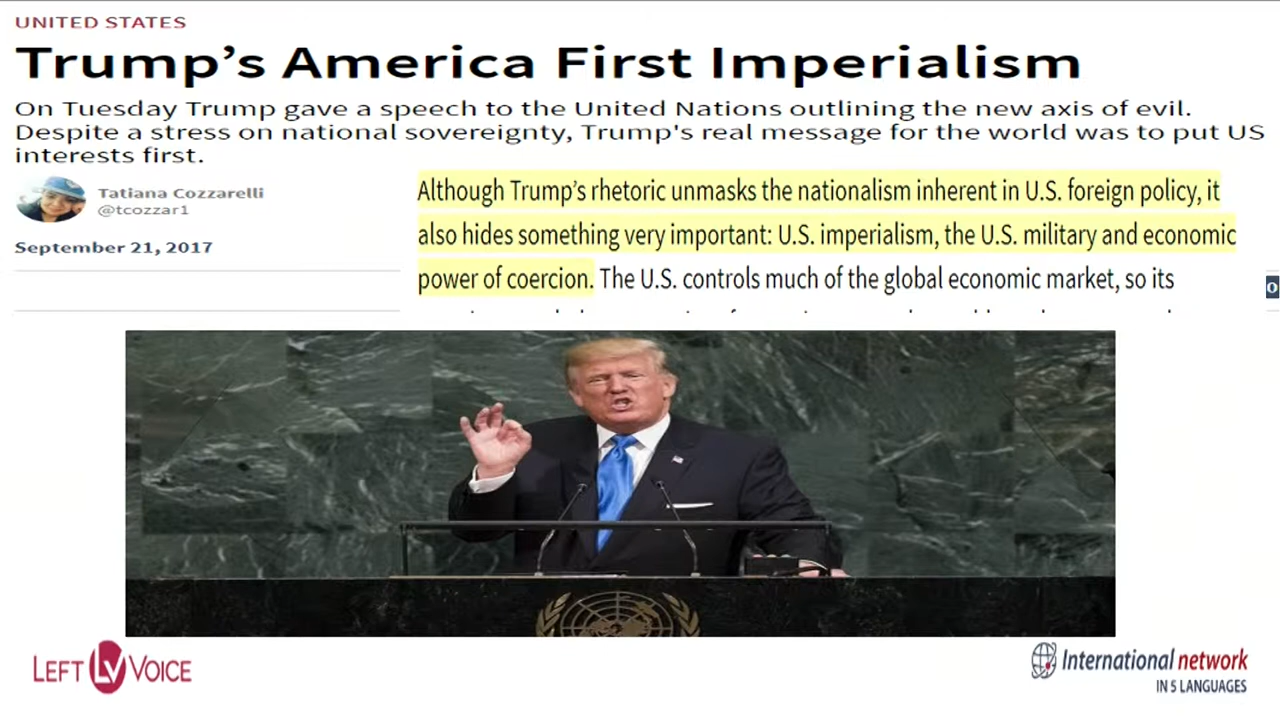 UNITED STATES
Trump's America First Imperialism
On Tuesday Trump gave a speech to the United Nations outlining the new axis of evil.
Despite a stress on national sovereignty, Trump's real message for the world was to put US
interests first.
Tatiana Cozzarelli
@tcozzar1
September 21, 2017
Although Trump's rhetoric unmasks the nationalism inherent in U.S. foreign policy, it
also hides something very important: U.S. imperialism, the U.S. military and economic
power of coercion. The U.S. controls much of the global economic market, so its
LEFT LV VOICE
International network
IN 5 LANGUAGES